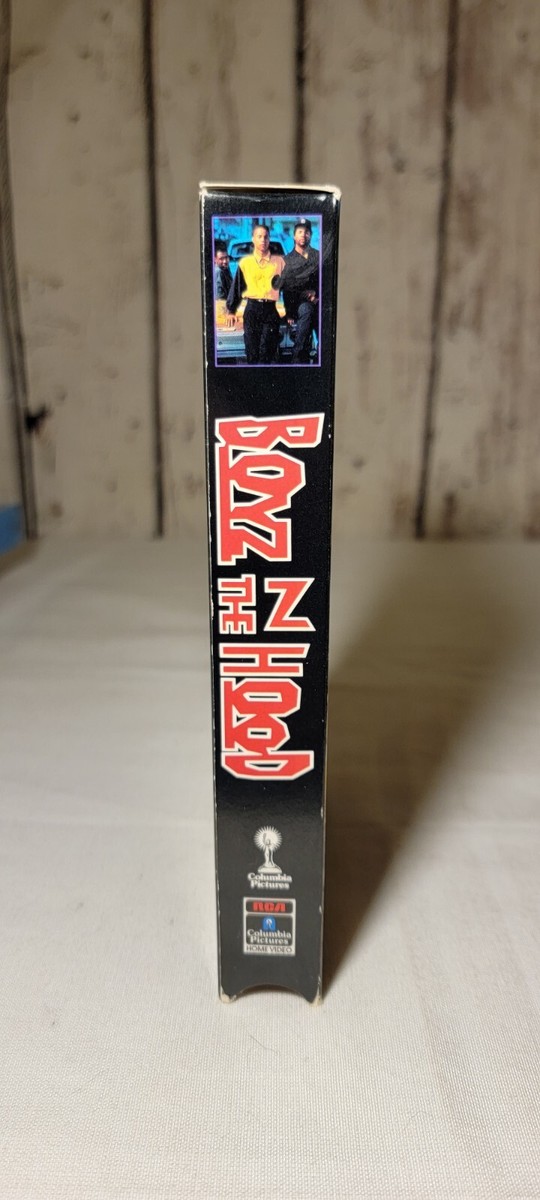 BOYZ
N
THE
HOOD
Columbia
Pictures
RCA
Columbia
Pictures
HOME VIDEO